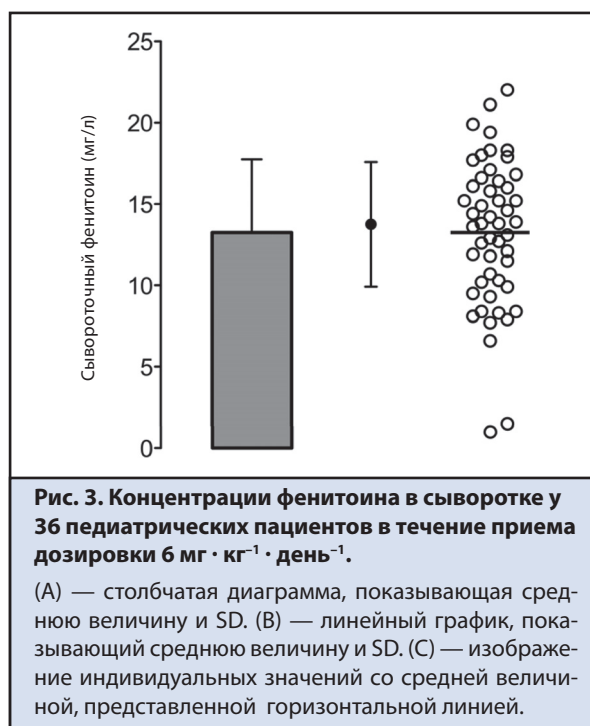 25
20
15
10
5
0
Сывороточный фенитоин (мг/л)
Рис. 3. Концентрации фенитоина в сыворотке у
36 педиатрических пациентов в течение приема
дозировки 6 мг · кг⁻¹ · день⁻¹.
(A) — столбчатая диаграмма, показывающая сред-
нюю величину и SD. (B) — линейный график, пока-
зывающий среднюю величину и SD. (C) — изображе-
ние индивидуальных значений со средней величи-
ной, представленной горизонтальной линией.